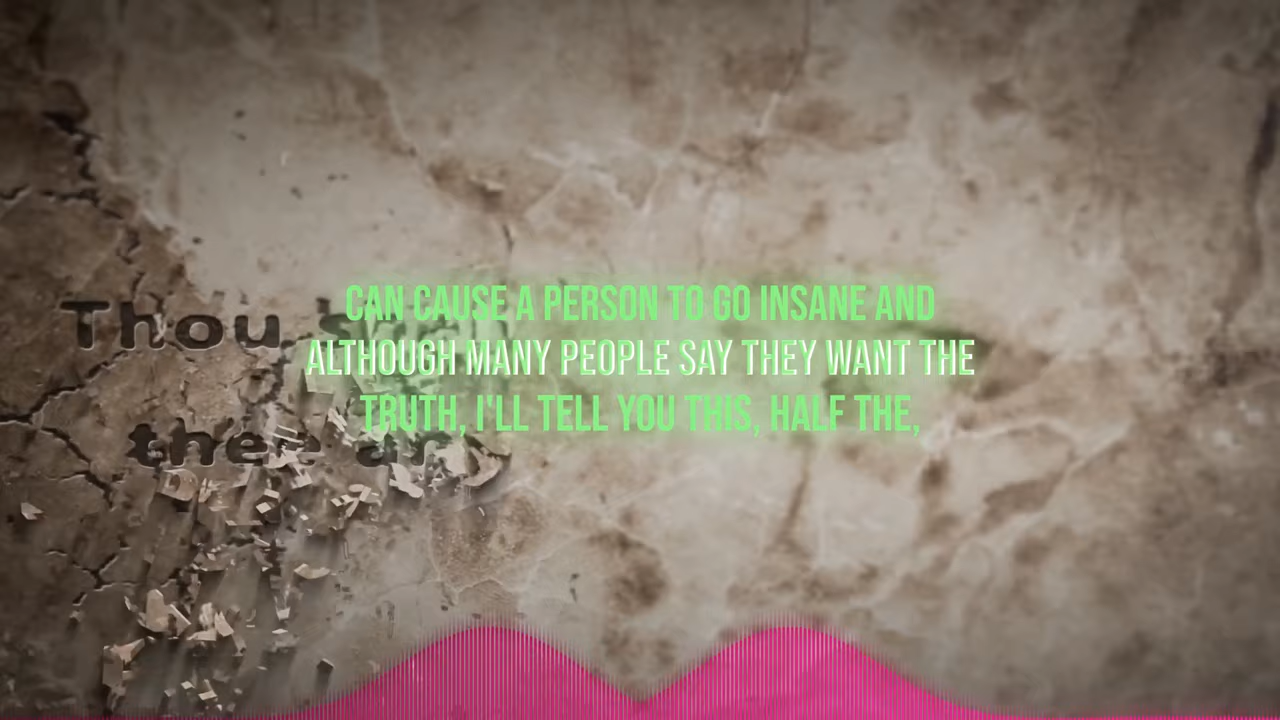 CAN CAUSE A PERSON TO GO INSANE AND
ALTHOUGH MANY PEOPLE SAY THEY WANT THE
TRUTH, I'LL TELL YOU THIS, HALF THE,
Thou
thee